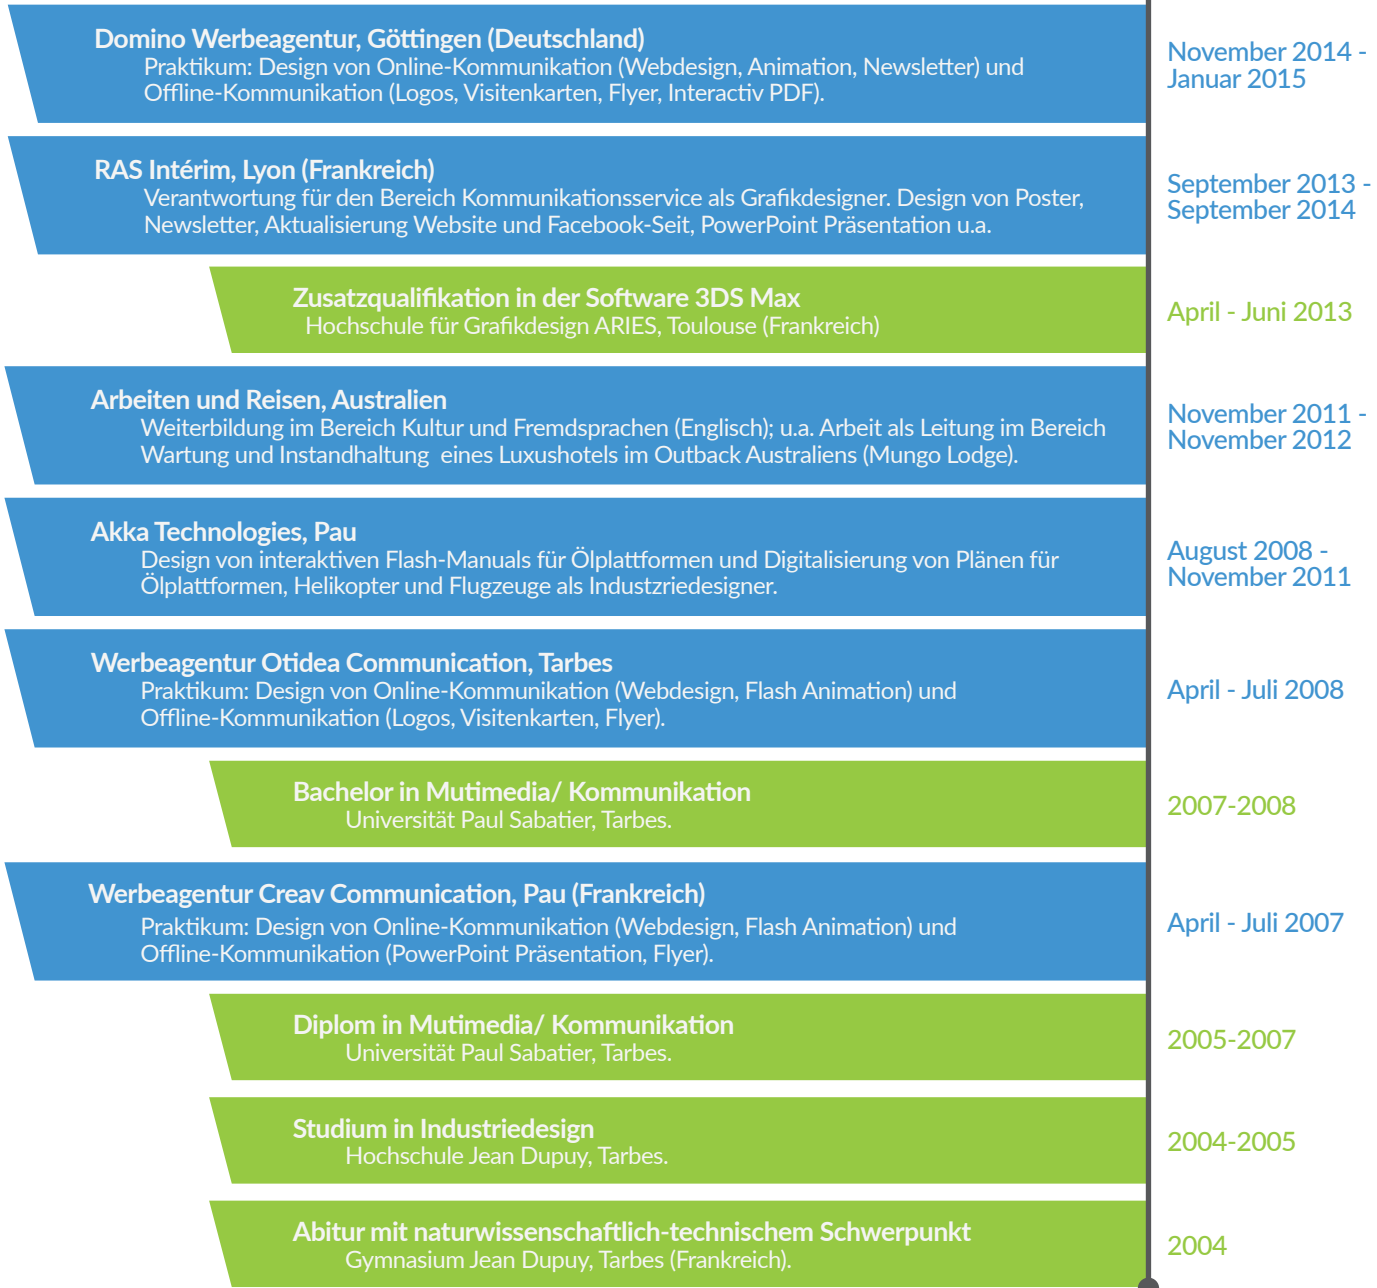 Domino Werbeagentur, Göttingen (Deutschland)
Praktikum: Design von Online-Kommunikation (Webdesign, Animation, Newsletter) und
Offline-Kommunikation (Logos, Visitenkarten, Flyer, Interactiv PDF).
November 2014 -
Januar 2015
RAS Intérim, Lyon (Frankreich)
Verantwortung für den Bereich Kommunikationsservice als Grafikdesigner. Design von Poster,
Newsletter, Aktualisierung Website und Facebook-Seit, PowerPoint Präsentation u.a.
September 2013 -
September 2014
Zusatzqualifikation in der Software 3DS Max
Hochschule für Grafikdesign ARIES, Toulouse (Frankreich)
April - Juni 2013
Arbeiten und Reisen, Australien
Weiterbildung im Bereich Kultur und Fremdsprachen (Englisch); u.a. Arbeit als Leitung im Bereich
Wartung und Instandhaltung  eines Luxushotels im Outback Australiens (Mungo Lodge).
November 2011 -
November 2012
Akka Technologies, Pau
Design von interaktiven Flash-Manuals für Ölplattformen und Digitalisierung von Plänen für
Ölplattformen, Helikopter und Flugzeuge als Industzriedesigner.
August 2008 -
November 2011
Werbeagentur Otidea Communication, Tarbes
Praktikum: Design von Online-Kommunikation (Webdesign, Flash Animation) und
Offline-Kommunikation (Logos, Visitenkarten, Flyer).
April - Juli 2008
Bachelor in Mutimedia/ Kommunikation
Universität Paul Sabatier, Tarbes.
2007-2008
Werbeagentur Creav Communication, Pau (Frankreich)
Praktikum: Design von Online-Kommunikation (Webdesign, Flash Animation) und
Offline-Kommunikation (PowerPoint Präsentation, Flyer).
April - Juli 2007
Diplom in Mutimedia/ Kommunikation
Universität Paul Sabatier, Tarbes.
2005-2007
Studium in Industriedesign
Hochschule Jean Dupuy, Tarbes.
2004-2005
Abitur mit naturwissenschaftlich-technischem Schwerpunkt
Gymnasium Jean Dupuy, Tarbes (Frankreich).
2004